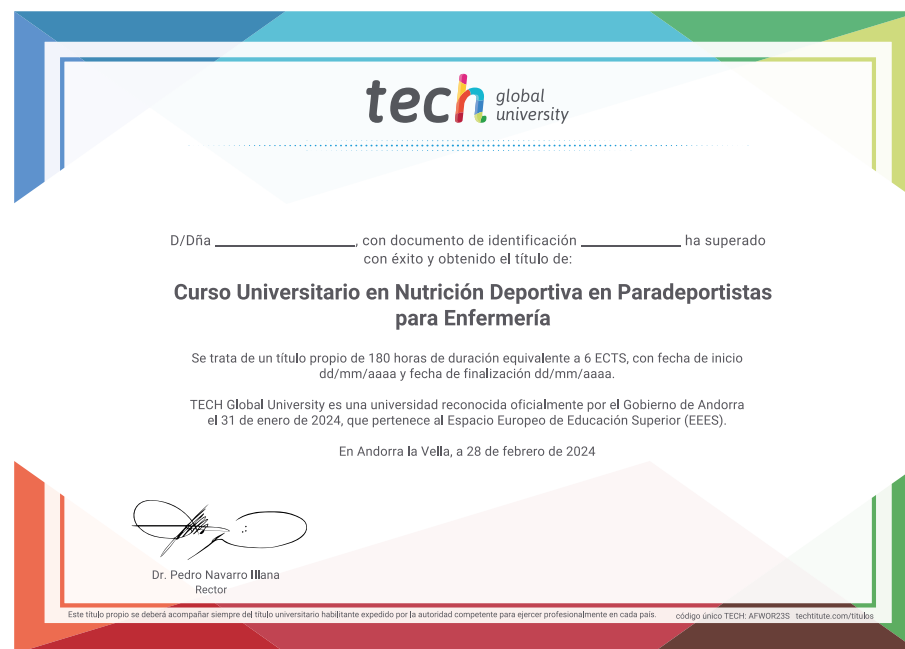 tech global university
D/Dña ____________________, con documento de identificación ______________ ha superado
con éxito y obtenido el título de:
Curso Universitario en Nutrición Deportiva en Paradeportistas
para Enfermería
Se trata de un título propio de 180 horas de duración equivalente a 6 ECTS, con fecha de inicio
dd/mm/aaaa y fecha de finalización dd/mm/aaaa.
TECH Global University es una universidad reconocida oficialmente por el Gobierno de Andorra
el 31 de enero de 2024, que pertenece al Espacio Europeo de Educación Superior (EEES).
En Andorra la Vella, a 28 de febrero de 2024
Dr. Pedro Navarro Illana
Rector
Este título propio se deberá acompañar siempre del título universitario habilitante expedido por la autoridad competente para ejercer profesionalmente en cada país.
código único TECH: AFWOR23S techtitute.com/titulos